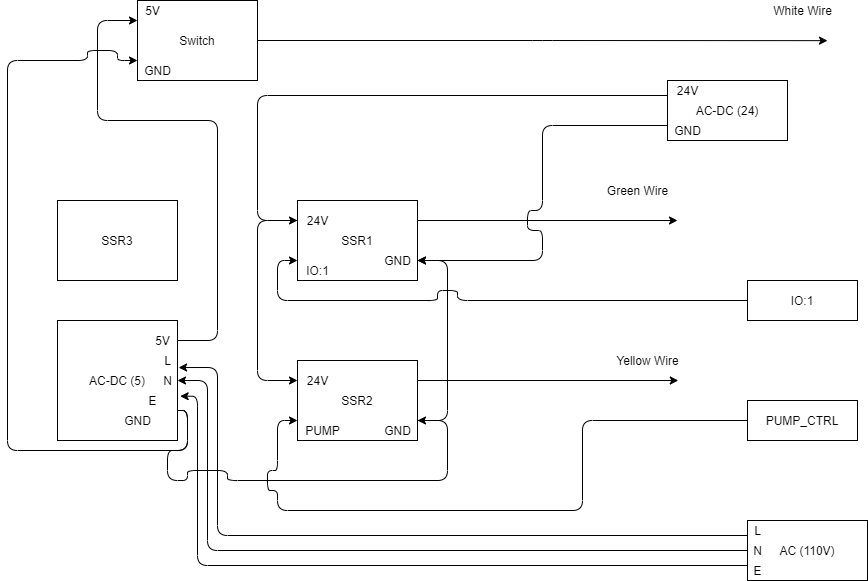 5V
White Wire
Switch
GND
24V
AC-DC (24)
GND
Green Wire
24V
SSR3
SSR1
GND
IO:1
IO:1
5V
L
Yellow Wire
AC-DC (5)
N
24V
E
SSR2
GND
PUMP
GND
PUMP_CTRL
L
N
AC (110V)
E